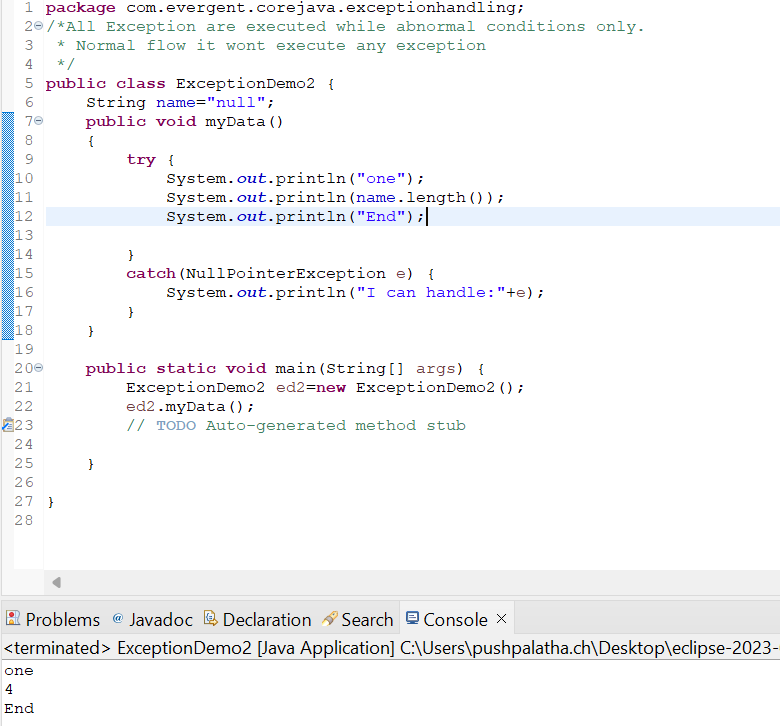 1 package com.evergent.corejava.exceptionhandling;
2 /*All Exception are executed while abnormal conditions only.
3  * Normal flow it wont execute any exception
4  */
5 public class ExceptionDemo2 {
6     String name="null";
7     public void myData()
8     {
9         try {
10             System.out.println("one");
11             System.out.println(name.length());
12             System.out.println("End");
13
14         }
15         catch(NullPointerException e) {
16             System.out.println("I can handle:"+e);
17         }
18     }
19
20     public static void main(String[] args) {
21         ExceptionDemo2 ed2=new ExceptionDemo2();
22         ed2.myData();
23         // TODO Auto-generated method stub
24
25     }
26
27 }
28
Problems @ Javadoc Declaration Search Console
<terminated> ExceptionDemo2 [Java Application] C:\Users\pushpalatha.ch\Desktop\eclipse-2023-
one
4
End